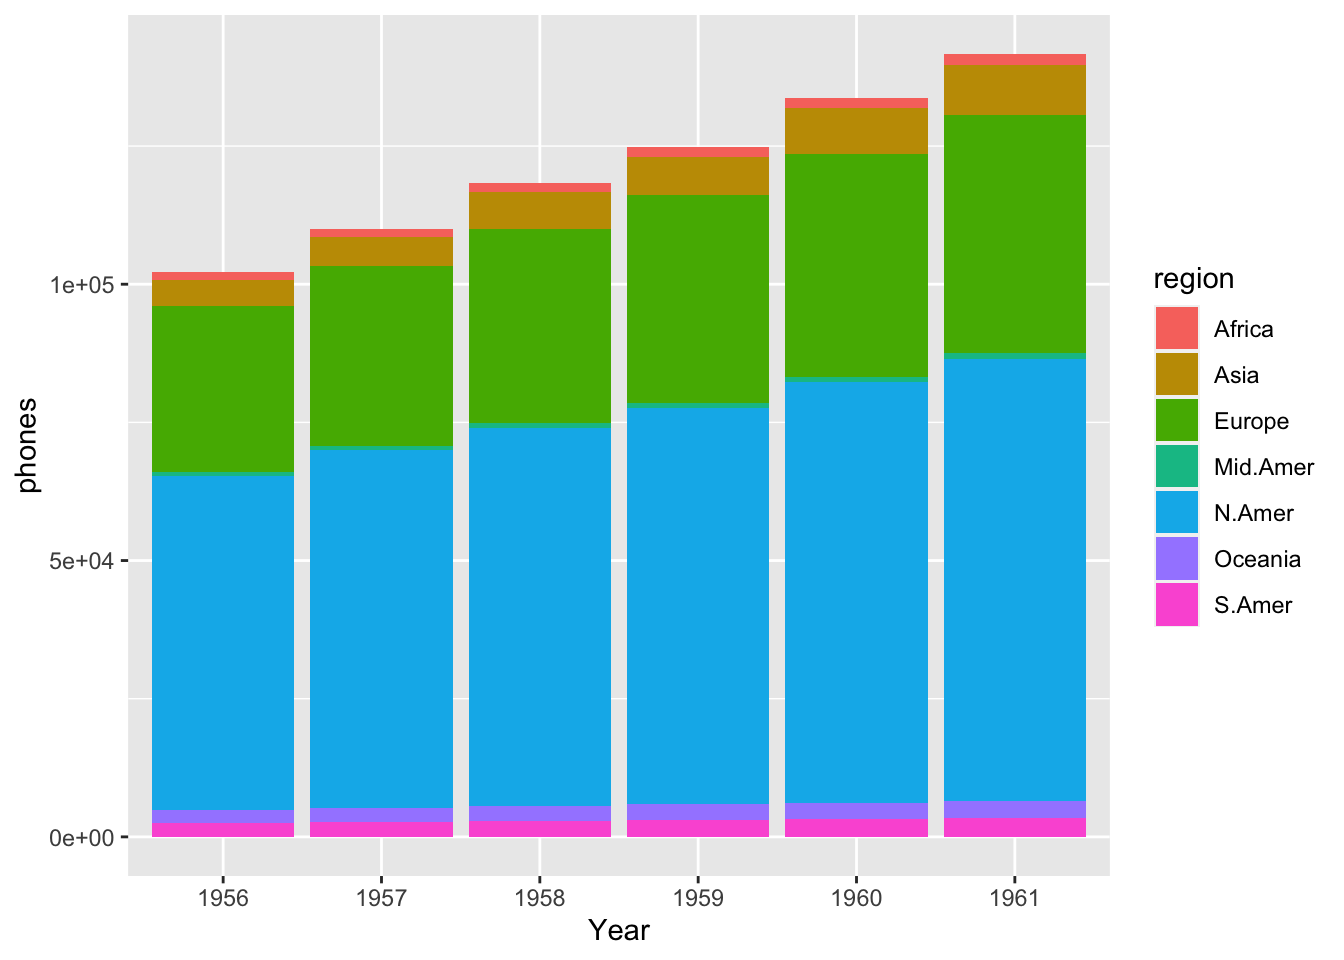 phones
1e+05
5e+04
0e+00
1956 1957 1958 1959 1960 1961
Year
region
Africa
Asia
Europe
Mid.Amer
N.Amer
Oceania
S.Amer